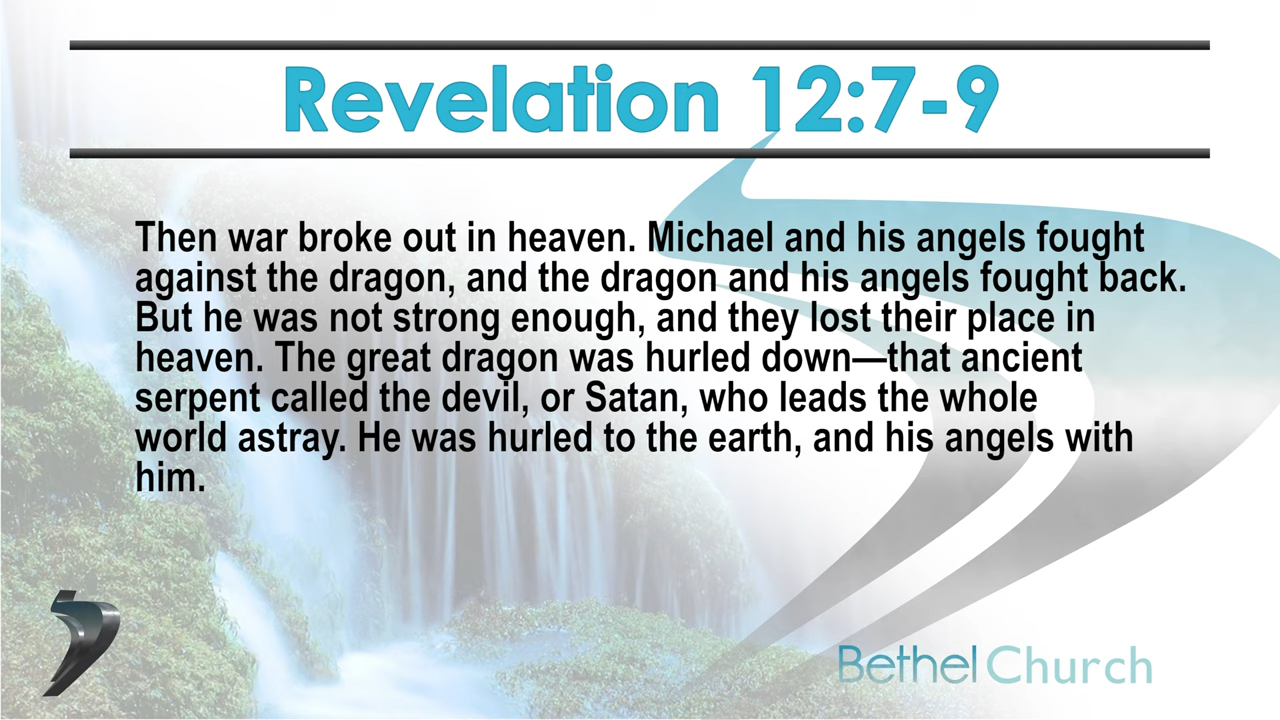 Revelation 12:7-9
Then war broke out in heaven. Michael and his angels fought
against the dragon, and the dragon and his angels fought back.
But he was not strong enough, and they lost their place in
heaven. The great dragon was hurled down—that ancient
serpent called the devil, or Satan, who leads the whole
world astray. He was hurled to the earth, and his angels with
him.
Bethel Church